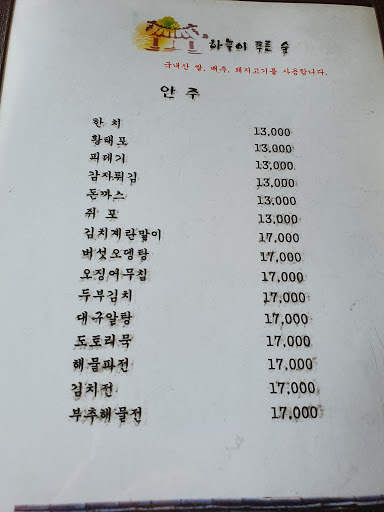 하늘이 푸른 숲
국내산 쌀, 배추, 돼지고기를 사용합니다.
안 주
한 치 13,000
황태포 13,000
피데기 13,000
감자튀김 13,000
돈까스 13,000
쥐 포 13,000
김치계란말이 17,000
버섯오뎅탕 17,000
오징어무침 17,000
두부김치 17,000
대구알탕 17,000
도토리묵 17,000
해물파전 17,000
김치전 17,000
부추해물전 17,000